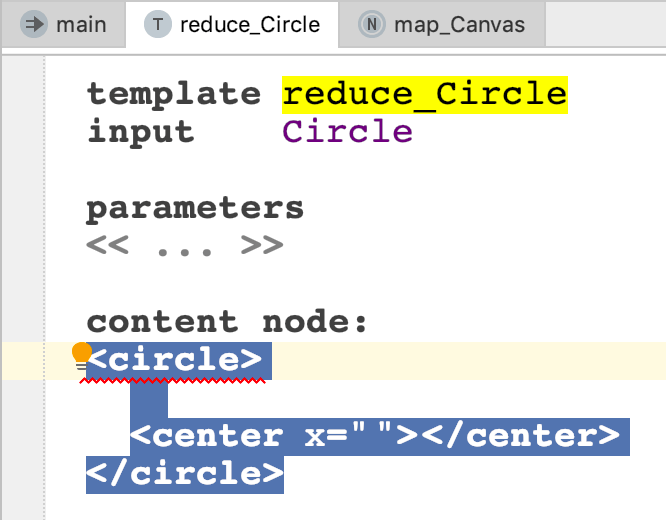 main T reduce_Circle N map_Canvas
template reduce_Circle
input Circle
parameters
<< ... >>
content node:
<circle>
<center x=" "></center>
</circle>